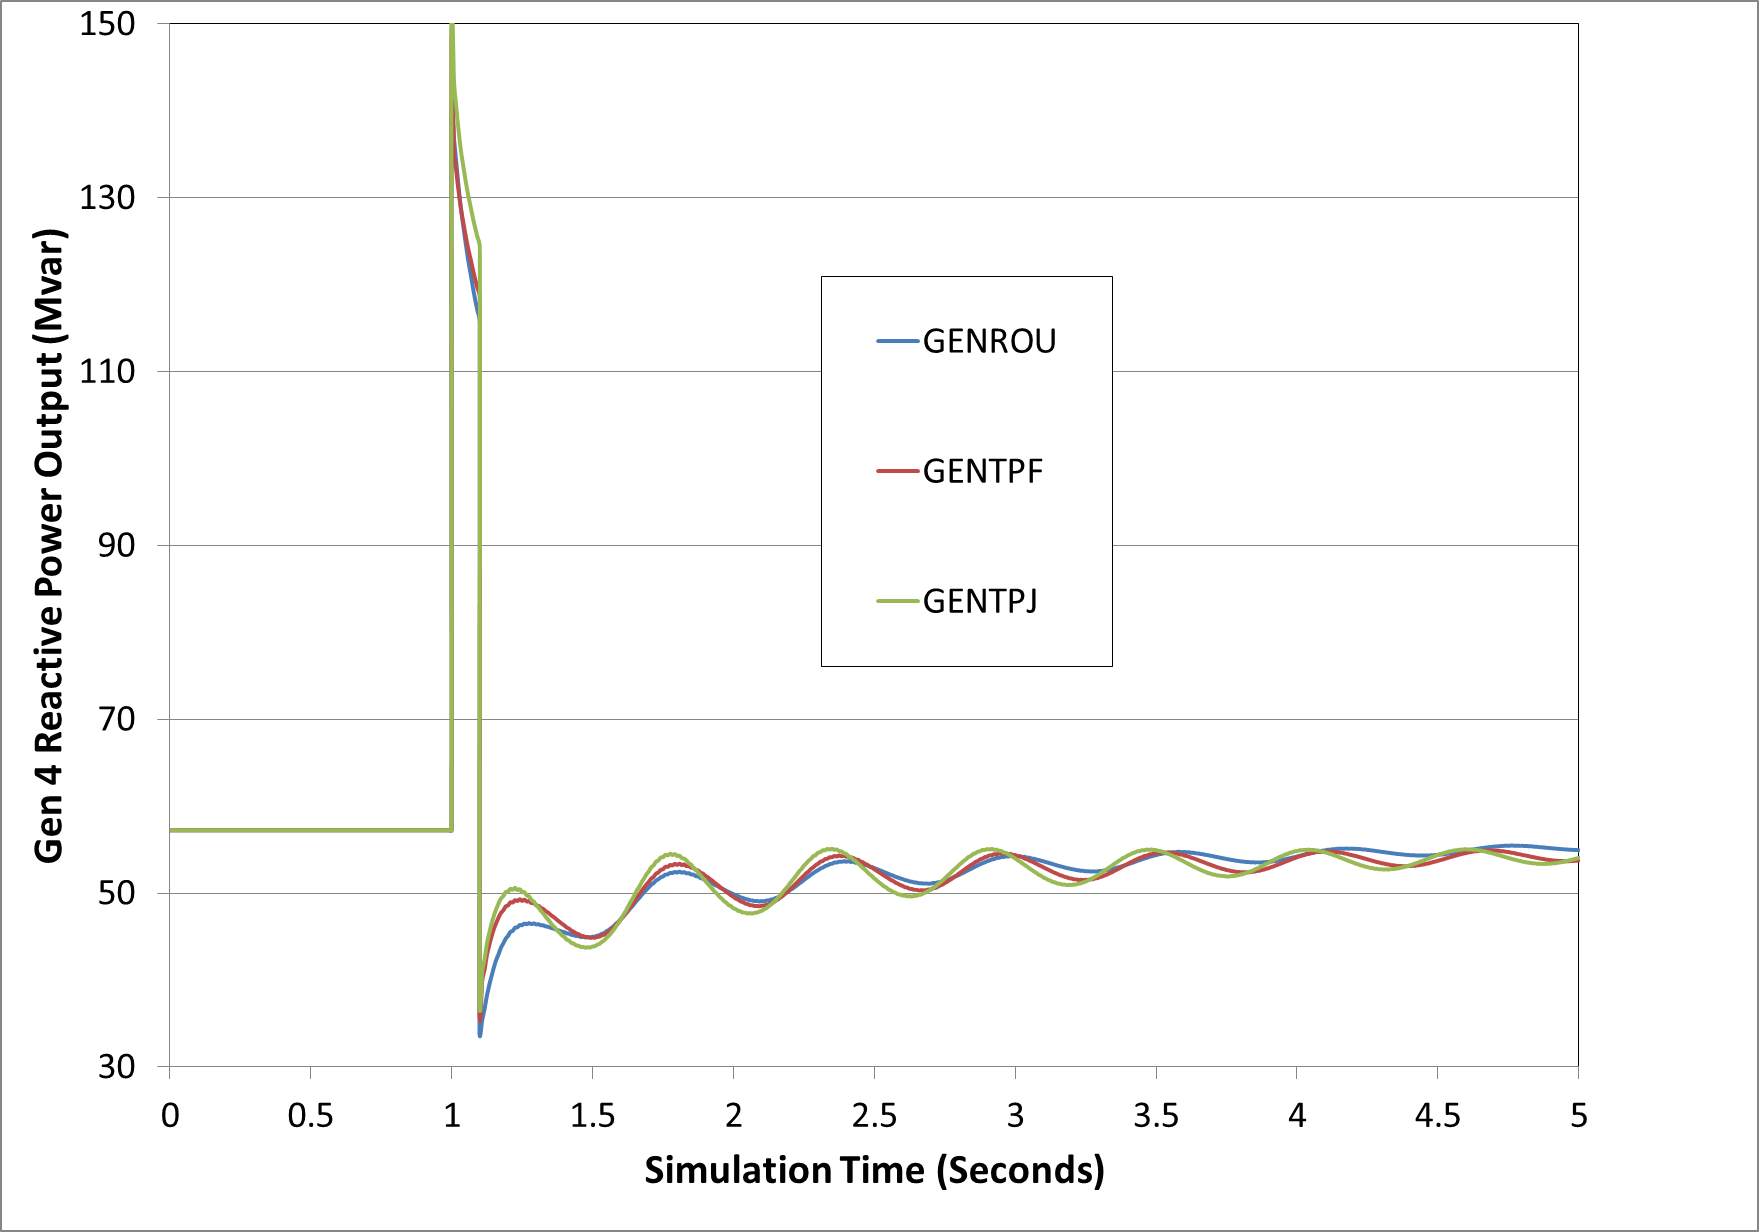 150
130
110
90
70
50
30
Gen 4 Reactive Power Output (Mvar)
GENROU
GENTPF
GENTPJ
0 0.5 1 1.5 2 2.5 3 3.5 4 4.5 5
Simulation Time (Seconds)